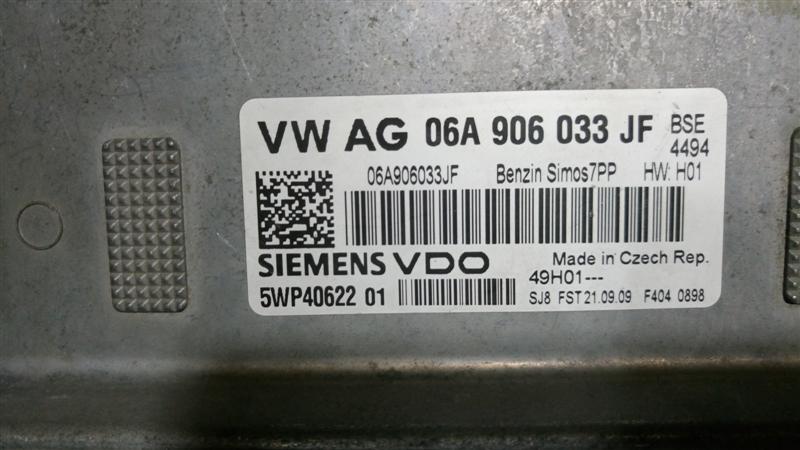 VW AG 06A 906 033 JF BSE 4494
06A906033JF Benzin Simos7PP HW: H01
SIEMENS VDO Made in Czech Rep.
49H01---
5WP40622 01 SJ8 FST 21.09.09 F404 0898